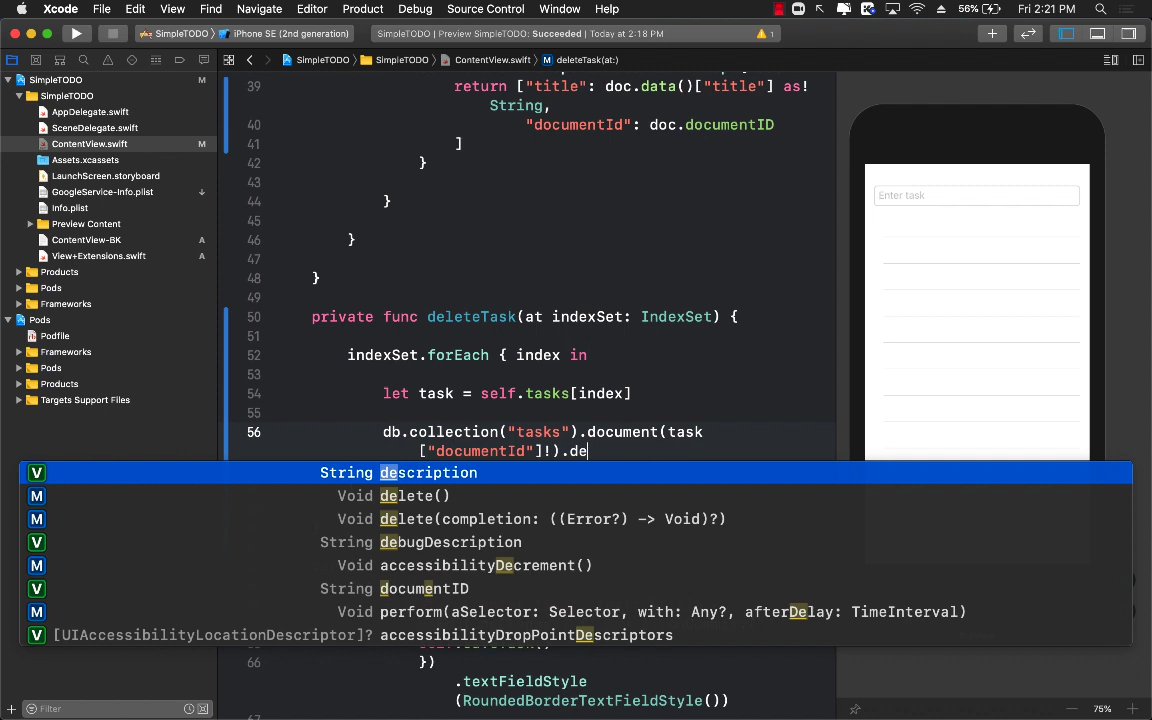 Xcode File Edit View Find Navigate Editor Product Debug Source Control Window Help 56% Fri 2:21 PM
SimpleTODO iPhone SE (2nd generation) SimpleTODO | Preview SimpleTODO: Succeeded | Today at 2:18 PM 1
SimpleTODO SimpleTODO ContentView.swift M deleteTask(at:)
SimpleTODO M
SimpleTODO
AppDelegate.swift
SceneDelegate.swift
ContentView.swift M
Assets.xcassets
LaunchScreen.storyboard
GoogleService-Info.plist
Info.plist
Preview Content
ContentView-BK A
View+Extensions.swift A
Products
Pods
Frameworks
Pods
Podfile
Frameworks
Pods
Products
Targets Support Files
39 return ["title": doc.data()["title"] as!
String,
40 "documentId": doc.documentID
41 ]
42 }
43
44 }
45
46 }
47
48 }
49
50 private func deleteTask(at indexSet: IndexSet) {
51
52 indexSet.forEach { index in
53
54 let task = self.tasks[index]
55
56 db.collection("tasks").document(task
["documentId"]!).de
V String description
M Void delete()
M Void delete(completion: ((Error?) -> Void)?)
V String debugDescription
M Void accessibilityDecrement()
V String documentID
M Void perform(aSelector: Selector, with: Any?, afterDelay: TimeInterval)
V [UIAccessibilityLocationDescriptor]? accessibilityDropPointDescriptors
66 })
.textFieldStyle
(RoundedBorderTextFieldStyle())
Enter task
Filter
75%